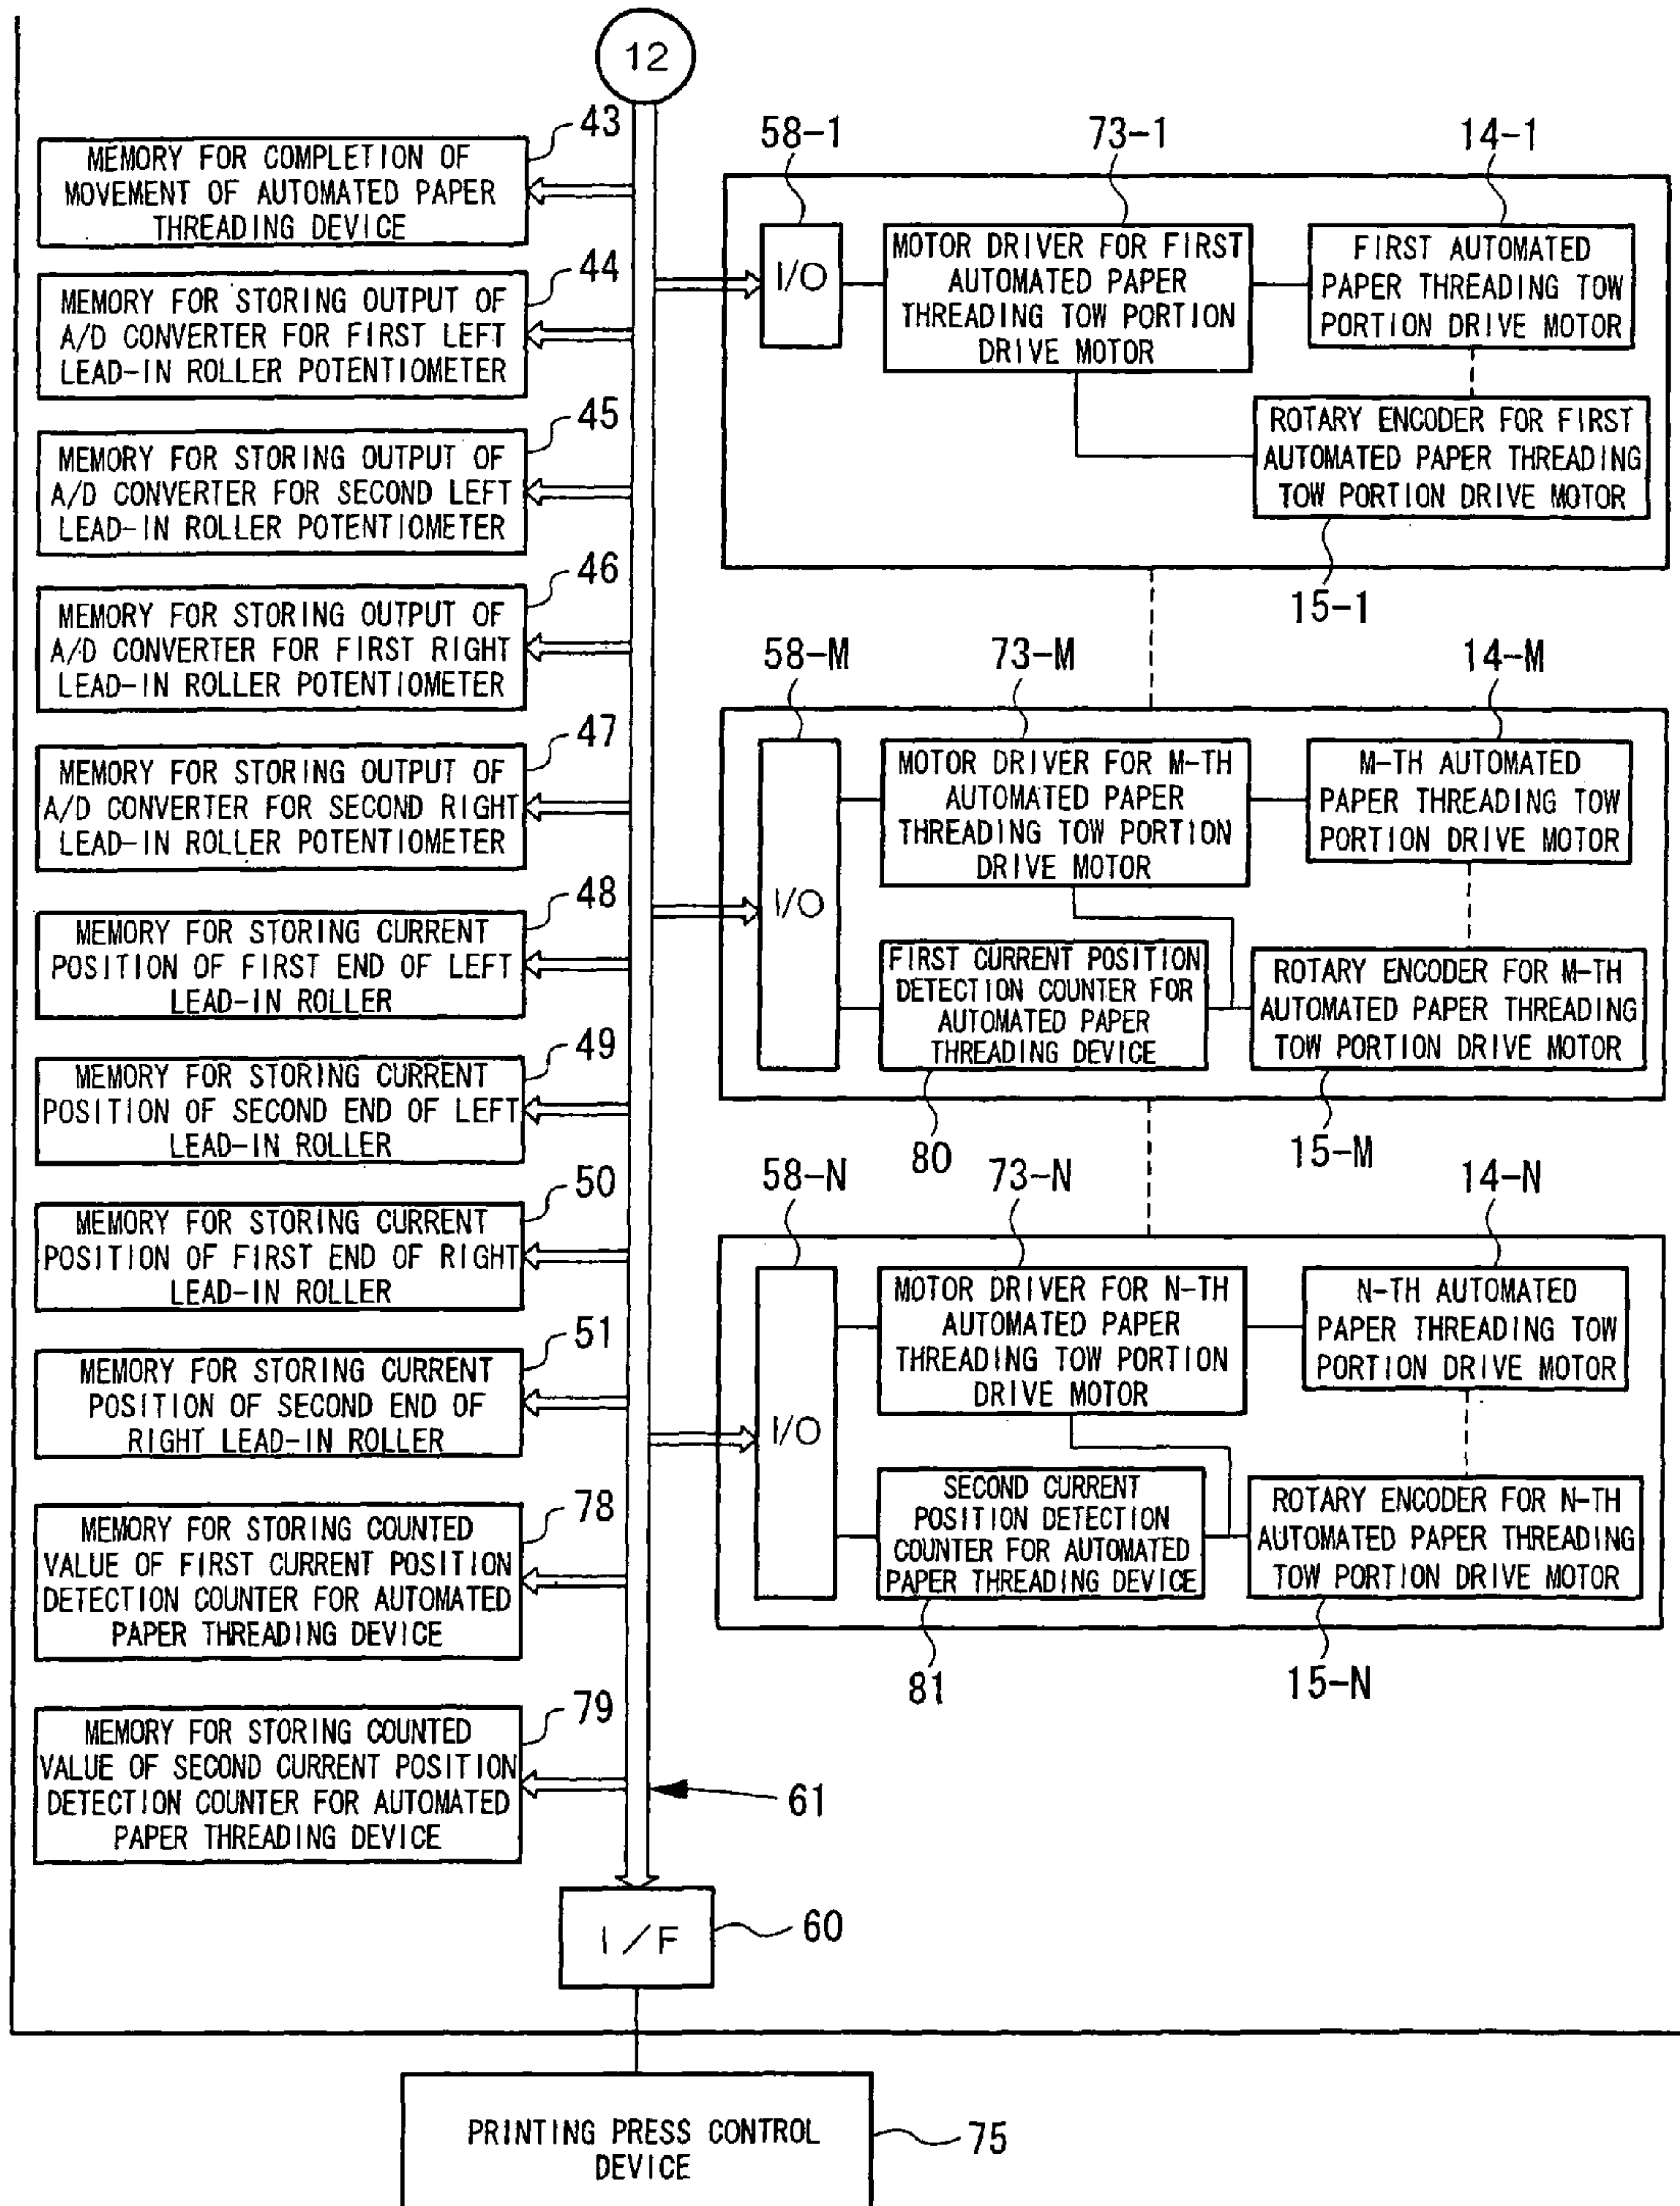 12
43
MEMORY FOR COMPLETION OF
MOVEMENT OF AUTOMATED PAPER
THREADING DEVICE
44
MEMORY FOR STORING OUTPUT OF
A/D CONVERTER FOR FIRST LEFT
LEAD-IN ROLLER POTENTIOMETER
45
MEMORY FOR STORING OUTPUT OF
A/D CONVERTER FOR SECOND LEFT
LEAD-IN ROLLER POTENTIOMETER
46
MEMORY FOR STORING OUTPUT OF
A/D CONVERTER FOR FIRST RIGHT
LEAD-IN ROLLER POTENTIOMETER
47
MEMORY FOR STORING OUTPUT OF
A/D CONVERTER FOR SECOND RIGHT
LEAD-IN ROLLER POTENTIOMETER
48
MEMORY FOR STORING CURRENT
POSITION OF FIRST END OF LEFT
LEAD-IN ROLLER
49
MEMORY FOR STORING CURRENT
POSITION OF SECOND END OF LEFT
LEAD-IN ROLLER
50
MEMORY FOR STORING CURRENT
POSITION OF FIRST END OF RIGHT
LEAD-IN ROLLER
51
MEMORY FOR STORING CURRENT
POSITION OF SECOND END OF
RIGHT LEAD-IN ROLLER
78
MEMORY FOR STORING COUNTED
VALUE OF FIRST CURRENT POSITION
DETECTION COUNTER FOR AUTOMATED
PAPER THREADING DEVICE
79
MEMORY FOR STORING COUNTED
VALUE OF SECOND CURRENT POSITION
DETECTION COUNTER FOR AUTOMATED
PAPER THREADING DEVICE
58-1
73-1
14-1
I/O
MOTOR DRIVER FOR FIRST
AUTOMATED PAPER
THREADING TOW PORTION
DRIVE MOTOR
FIRST AUTOMATED
PAPER THREADING TOW
PORTION DRIVE MOTOR
ROTARY ENCODER FOR FIRST
AUTOMATED PAPER THREADING
TOW PORTION DRIVE MOTOR
15-1
58-M
73-M
14-M
I/O
MOTOR DRIVER FOR M-TH
AUTOMATED PAPER
THREADING TOW PORTION
DRIVE MOTOR
M-TH AUTOMATED
PAPER THREADING TOW
PORTION DRIVE MOTOR
FIRST CURRENT POSITION
DETECTION COUNTER FOR
AUTOMATED PAPER
THREADING DEVICE
ROTARY ENCODER FOR M-TH
AUTOMATED PAPER THREADING
TOW PORTION DRIVE MOTOR
80
15-M
58-N
73-N
14-N
I/O
MOTOR DRIVER FOR N-TH
AUTOMATED PAPER
THREADING TOW PORTION
DRIVE MOTOR
N-TH AUTOMATED
PAPER THREADING TOW
PORTION DRIVE MOTOR
SECOND CURRENT
POSITION DETECTION
COUNTER FOR AUTOMATED
PAPER THREADING DEVICE
ROTARY ENCODER FOR N-TH
AUTOMATED PAPER THREADING
TOW PORTION DRIVE MOTOR
81
15-N
61
I/F
60
PRINTING PRESS CONTROL
DEVICE
75